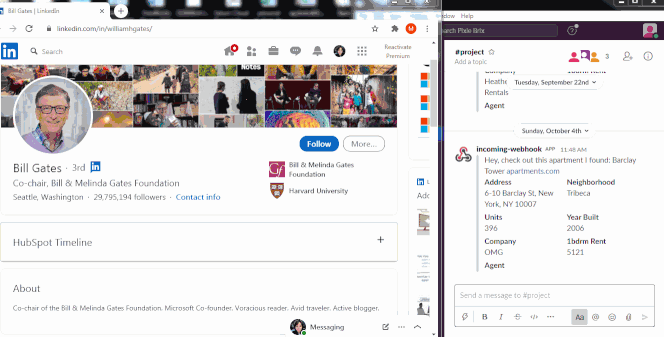 Bill Gates | LinkedIn
linkedin.com/in/williamhgates/
M
in
Search
Reactivate
Premium
NOTES
Follow
More...
Bill Gates · 3rd in
Co-chair, Bill & Melinda Gates Foundation
Seattle, Washington · 29,795,194 followers · Contact info
Bill & Melinda Gates
Foundation
Harvard University
HubSpot Timeline
About
Co-chair of the Bill & Melinda Gates Foundation. Microsoft Co-founder. Voracious reader. Avid traveler. Active blogger.
Messaging
Window Help
Search Pixie Brix
#project
Add a topic
3
Company 1bdrm Rent
Tuesday, September 22nd
Rentals
Agent
Sunday, October 4th
incoming-webhook APP 11:48 AM
Hey, check out this apartment I found: Barclay
Tower apartments.com
Address Neighborhood
6-10 Barclay St, New Tribeca
York, NY 10007
Units Year Built
396 2006
Company 1bdrm Rent
OMG 5121
Agent
Send a message to #project
B I S </> ... Aa @